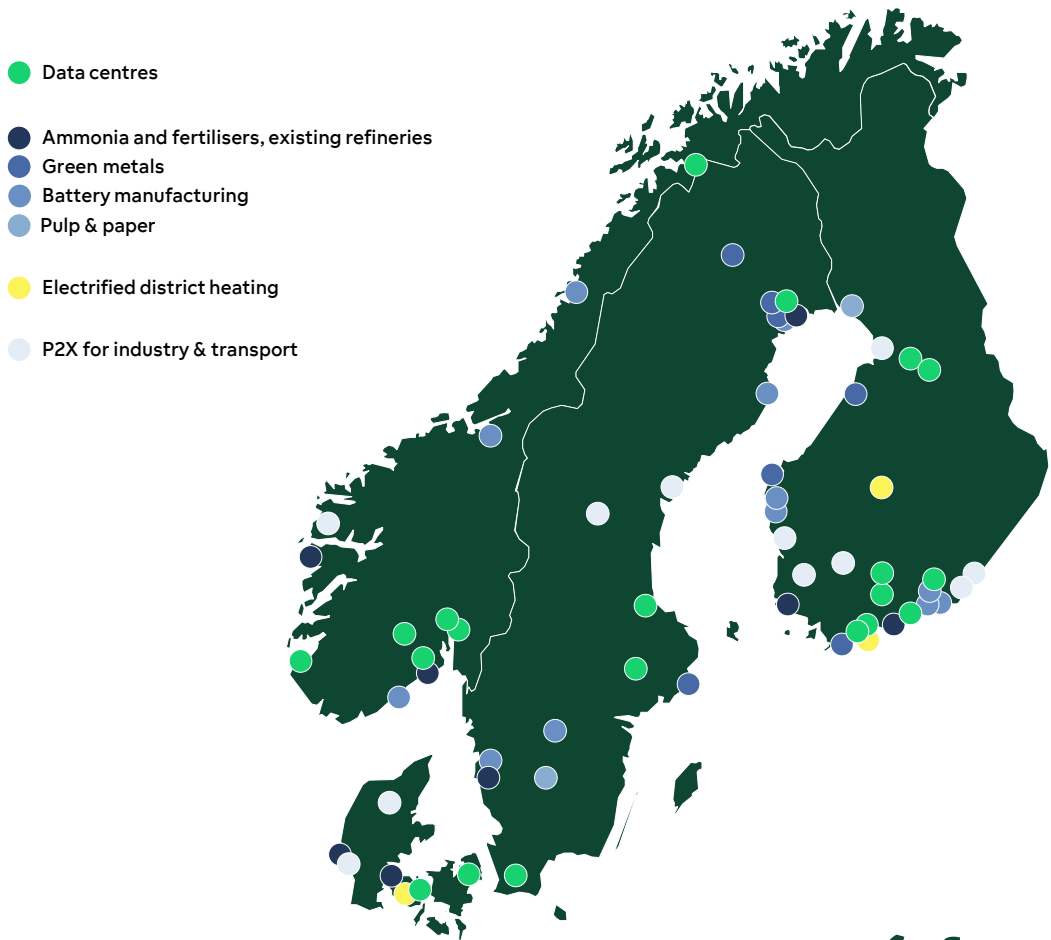 Data centres
Ammonia and fertilisers, existing refineries
Green metals
Battery manufacturing
Pulp & paper
Electrified district heating
P2X for industry & transport